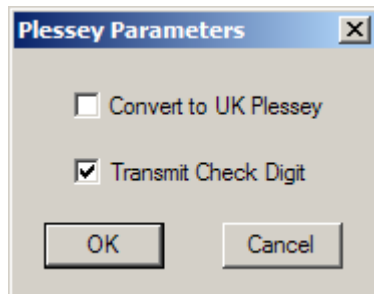 Plessey Parameters
Convert to UK Plessey
Transmit Check Digit
OK Cancel